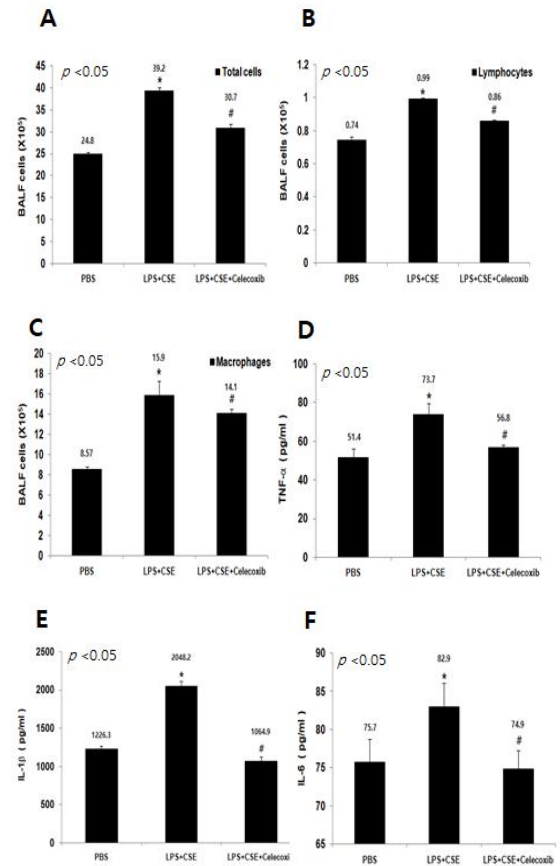 A
p <0.05
39.2
Total cells
*
30.7
#
24.8
BALF cells (X10⁵)
45
40
35
30
25
20
15
10
5
0
PBS
LPS+CSE
LPS+CSE+Celecoxib
B
p <0.05
0.99
Lymphocytes
*
0.86
#
0.74
BALF cells (X10⁵)
1.2
1
0.8
0.6
0.4
0.2
0
PBS
LPS+CSE
LPS+CSE+Celecoxib
C
p <0.05
15.9
Macrophages
*
14.1
#
8.57
BALF cells (X10⁵)
20
18
16
14
12
10
8
6
4
2
0
PBS
LPS+CSE
LPS+CSE+Celecoxib
D
p <0.05
73.7
*
56.8
#
51.4
TNF-α ( pg/ml )
100
80
60
40
20
0
PBS
LPS+CSE
LPS+CSE+Celecoxib
E
p <0.05
2048.2
*
1226.3
1064.9
#
IL-1β ( pg/ml )
2500
2000
1500
1000
500
0
PBS
LPS+CSE
LPS+CSE+Celecoxib
F
p <0.05
82.9
*
75.7
74.9
#
IL-6 ( pg/ml )
90
85
80
75
70
65
PBS
LPS+CSE
LPS+CSE+Celecoxib